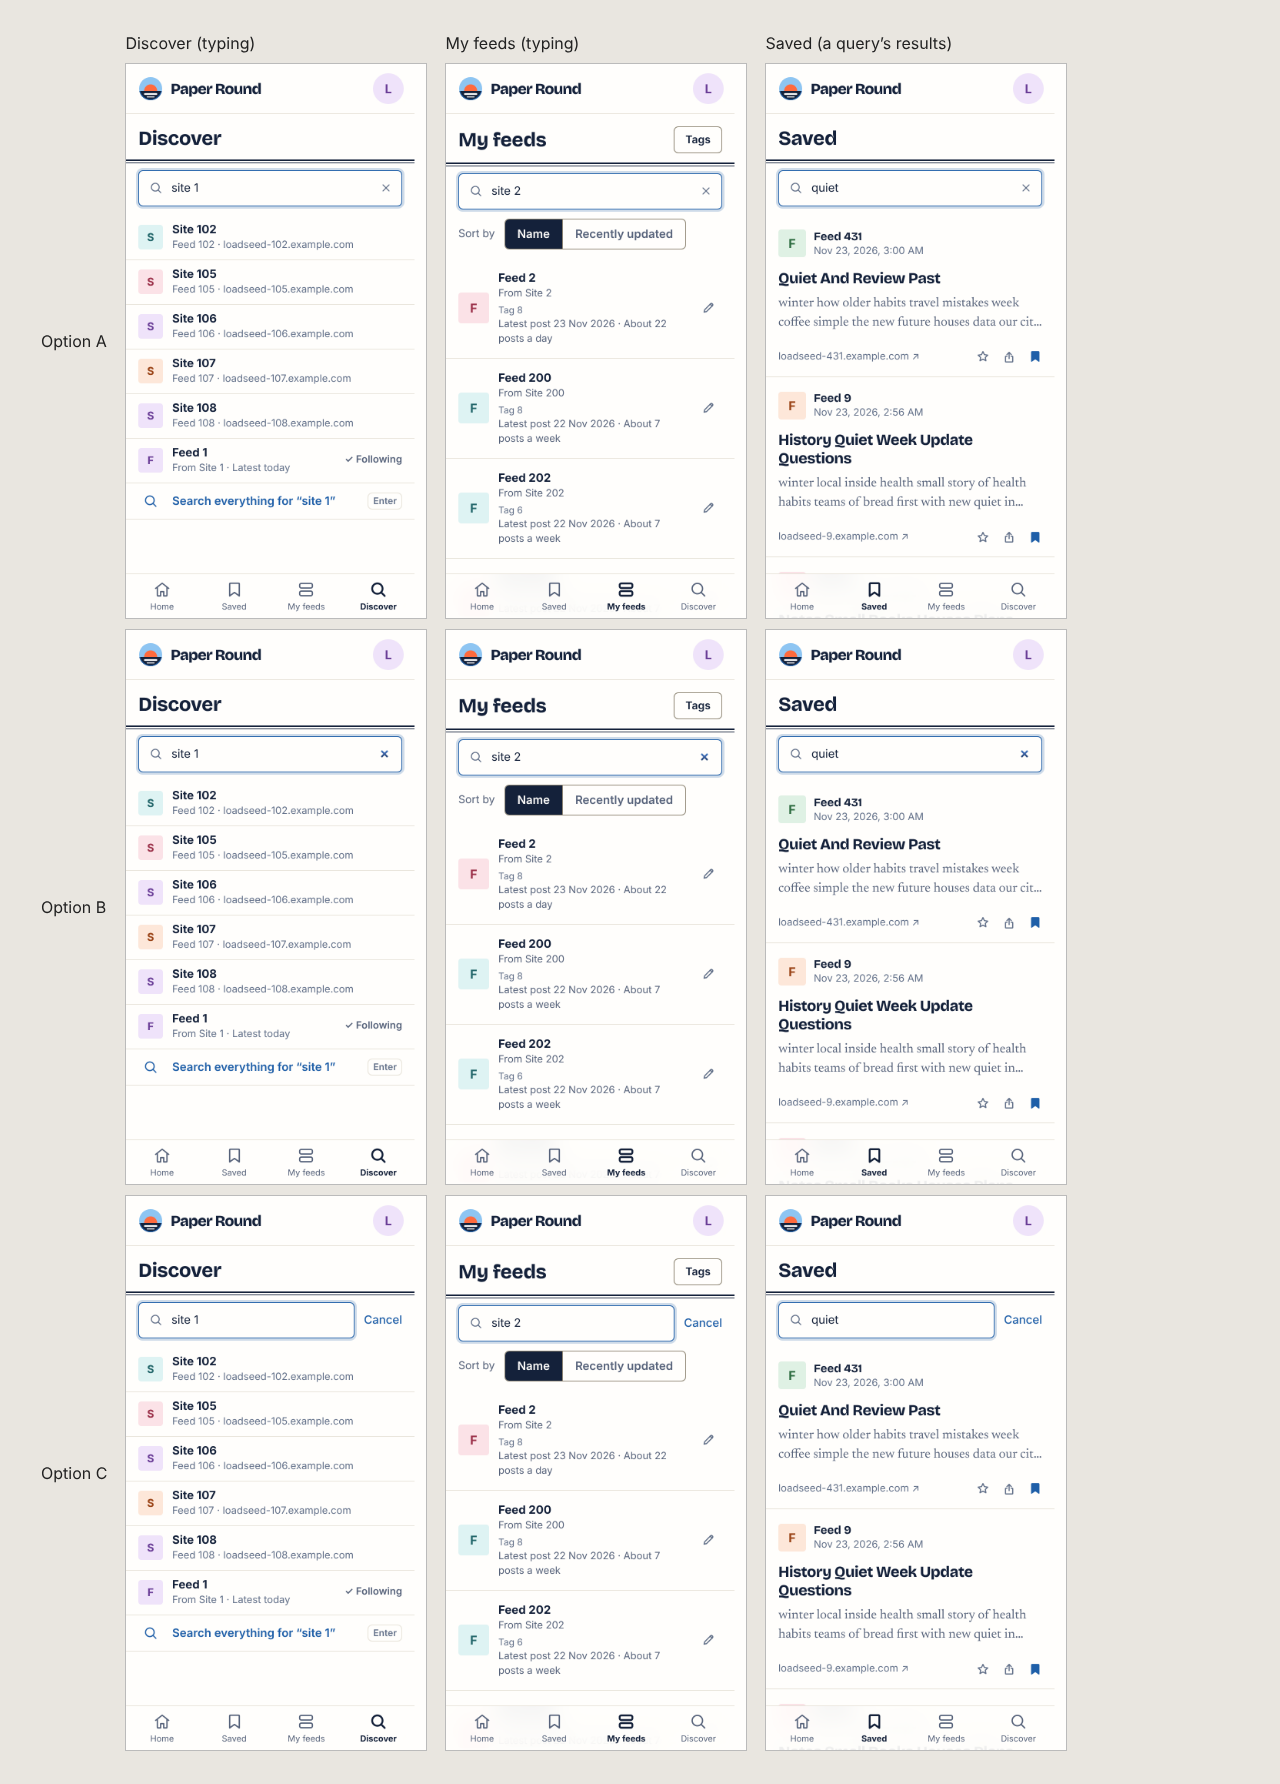 Discover (typing)
My feeds (typing)
Saved (a query’s results)
Option A
Paper Round
L
Discover
site 1
S
Site 102
Feed 102 · loadseed-102.example.com
S
Site 105
Feed 105 · loadseed-105.example.com
S
Site 106
Feed 106 · loadseed-106.example.com
S
Site 107
Feed 107 · loadseed-107.example.com
S
Site 108
Feed 108 · loadseed-108.example.com
F
Feed 1
From Site 1 · Latest today
✓ Following
Search everything for “site 1”
Enter
Home
Saved
My feeds
Discover
Paper Round
L
My feeds
Tags
site 2
Sort by
Name
Recently updated
F
Feed 2
From Site 2
Tag 8
Latest post 23 Nov 2026 · About 22
posts a day
F
Feed 200
From Site 200
Tag 8
Latest post 22 Nov 2026 · About 7
posts a week
F
Feed 202
From Site 202
Tag 6
Latest post 22 Nov 2026 · About 7
posts a week
Home
Saved
My feeds
Discover
Paper Round
L
Saved
quiet
F
Feed 431
Nov 23, 2026, 3:00 AM
Quiet And Review Past
winter how older habits travel mistakes week
coffee simple the new future houses data our cit...
loadseed-431.example.com ↗
F
Feed 9
Nov 23, 2026, 2:56 AM
History Quiet Week Update
Questions
winter local inside health small story of health
habits teams of bread first with new quiet in...
loadseed-9.example.com ↗
Home
Saved
My feeds
Discover
Option B
Paper Round
L
Discover
site 1
S
Site 102
Feed 102 · loadseed-102.example.com
S
Site 105
Feed 105 · loadseed-105.example.com
S
Site 106
Feed 106 · loadseed-106.example.com
S
Site 107
Feed 107 · loadseed-107.example.com
S
Site 108
Feed 108 · loadseed-108.example.com
F
Feed 1
From Site 1 · Latest today
✓ Following
Search everything for “site 1”
Enter
Home
Saved
My feeds
Discover
Paper Round
L
My feeds
Tags
site 2
Sort by
Name
Recently updated
F
Feed 2
From Site 2
Tag 8
Latest post 23 Nov 2026 · About 22
posts a day
F
Feed 200
From Site 200
Tag 8
Latest post 22 Nov 2026 · About 7
posts a week
F
Feed 202
From Site 202
Tag 6
Latest post 22 Nov 2026 · About 7
posts a week
Home
Saved
My feeds
Discover
Paper Round
L
Saved
quiet
F
Feed 431
Nov 23, 2026, 3:00 AM
Quiet And Review Past
winter how older habits travel mistakes week
coffee simple the new future houses data our cit...
loadseed-431.example.com ↗
F
Feed 9
Nov 23, 2026, 2:56 AM
History Quiet Week Update
Questions
winter local inside health small story of health
habits teams of bread first with new quiet in...
loadseed-9.example.com ↗
Home
Saved
My feeds
Discover
Option C
Paper Round
L
Discover
site 1
Cancel
S
Site 102
Feed 102 · loadseed-102.example.com
S
Site 105
Feed 105 · loadseed-105.example.com
S
Site 106
Feed 106 · loadseed-106.example.com
S
Site 107
Feed 107 · loadseed-107.example.com
S
Site 108
Feed 108 · loadseed-108.example.com
F
Feed 1
From Site 1 · Latest today
✓ Following
Search everything for “site 1”
Enter
Home
Saved
My feeds
Discover
Paper Round
L
My feeds
Tags
site 2
Cancel
Sort by
Name
Recently updated
F
Feed 2
From Site 2
Tag 8
Latest post 23 Nov 2026 · About 22
posts a day
F
Feed 200
From Site 200
Tag 8
Latest post 22 Nov 2026 · About 7
posts a week
F
Feed 202
From Site 202
Tag 6
Latest post 22 Nov 2026 · About 7
posts a week
Home
Saved
My feeds
Discover
Paper Round
L
Saved
quiet
Cancel
F
Feed 431
Nov 23, 2026, 3:00 AM
Quiet And Review Past
winter how older habits travel mistakes week
coffee simple the new future houses data our cit...
loadseed-431.example.com ↗
F
Feed 9
Nov 23, 2026, 2:56 AM
History Quiet Week Update
Questions
winter local inside health small story of health
habits teams of bread first with new quiet in...
loadseed-9.example.com ↗
Home
Saved
My feeds
Discover